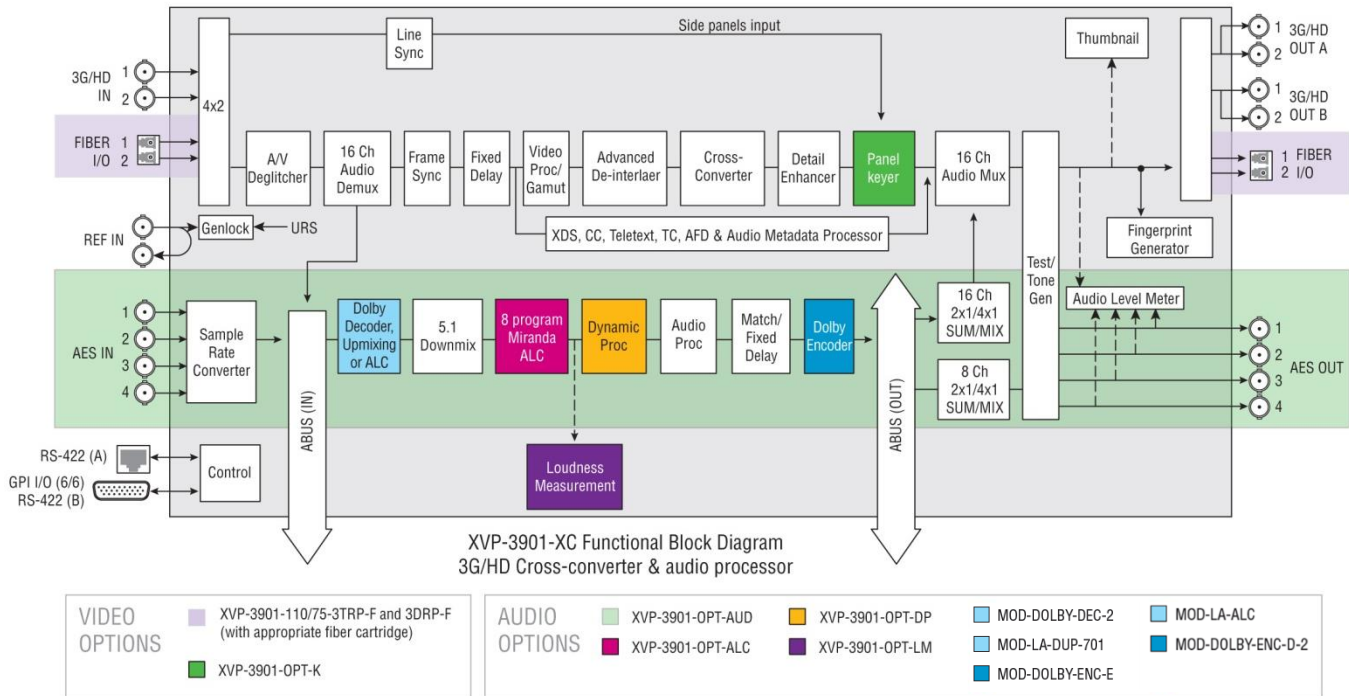 Line
Sync
Side panels input
Thumbnail
1
2
3G/HD
OUT A
1
2
3G/HD
OUT B
3G/HD
IN
1
2
4x2
FIBER
I/O
1
2
A/V
Deglitcher
16 Ch
Audio
Demux
Frame
Sync
Fixed
Delay
Video
Proc/
Gamut
Advanced
De-interlaer
Cross-
Converter
Detail
Enhancer
Panel
keyer
16 Ch
Audio Mux
1
2
FIBER
I/O
REF IN
Genlock
URS
XDS, CC, Teletext, TC, AFD & Audio Metadata Processor
Fingerprint
Generator
Test/
Tone
Gen
Audio Level Meter
AES IN
1
2
3
4
Sample
Rate
Converter
ABUS (IN)
Dolby
Decoder,
Upmixing
or ALC
5.1
Downmix
8 program
Miranda
ALC
Dynamic
Proc
Audio
Proc
Match/
Fixed
Delay
Dolby
Encoder
ABUS (OUT)
16 Ch
2x1/4x1
SUM/MIX
8 Ch
2x1/4x1
SUM/MIX
1
2
3
4
AES OUT
RS-422 (A)
GPI I/O (6/6)
RS-422 (B)
Control
Loudness
Measurement
XVP-3901-XC Functional Block Diagram
3G/HD Cross-converter & audio processor
VIDEO
OPTIONS
XVP-3901-110/75-3TRP-F and 3DRP-F
(with appropriate fiber cartridge)
XVP-3901-OPT-K
AUDIO
OPTIONS
XVP-3901-OPT-AUD
XVP-3901-OPT-ALC
XVP-3901-OPT-DP
XVP-3901-OPT-LM
MOD-DOLBY-DEC-2
MOD-LA-DUP-701
MOD-DOLBY-ENC-E
MOD-LA-ALC
MOD-DOLBY-ENC-D-2